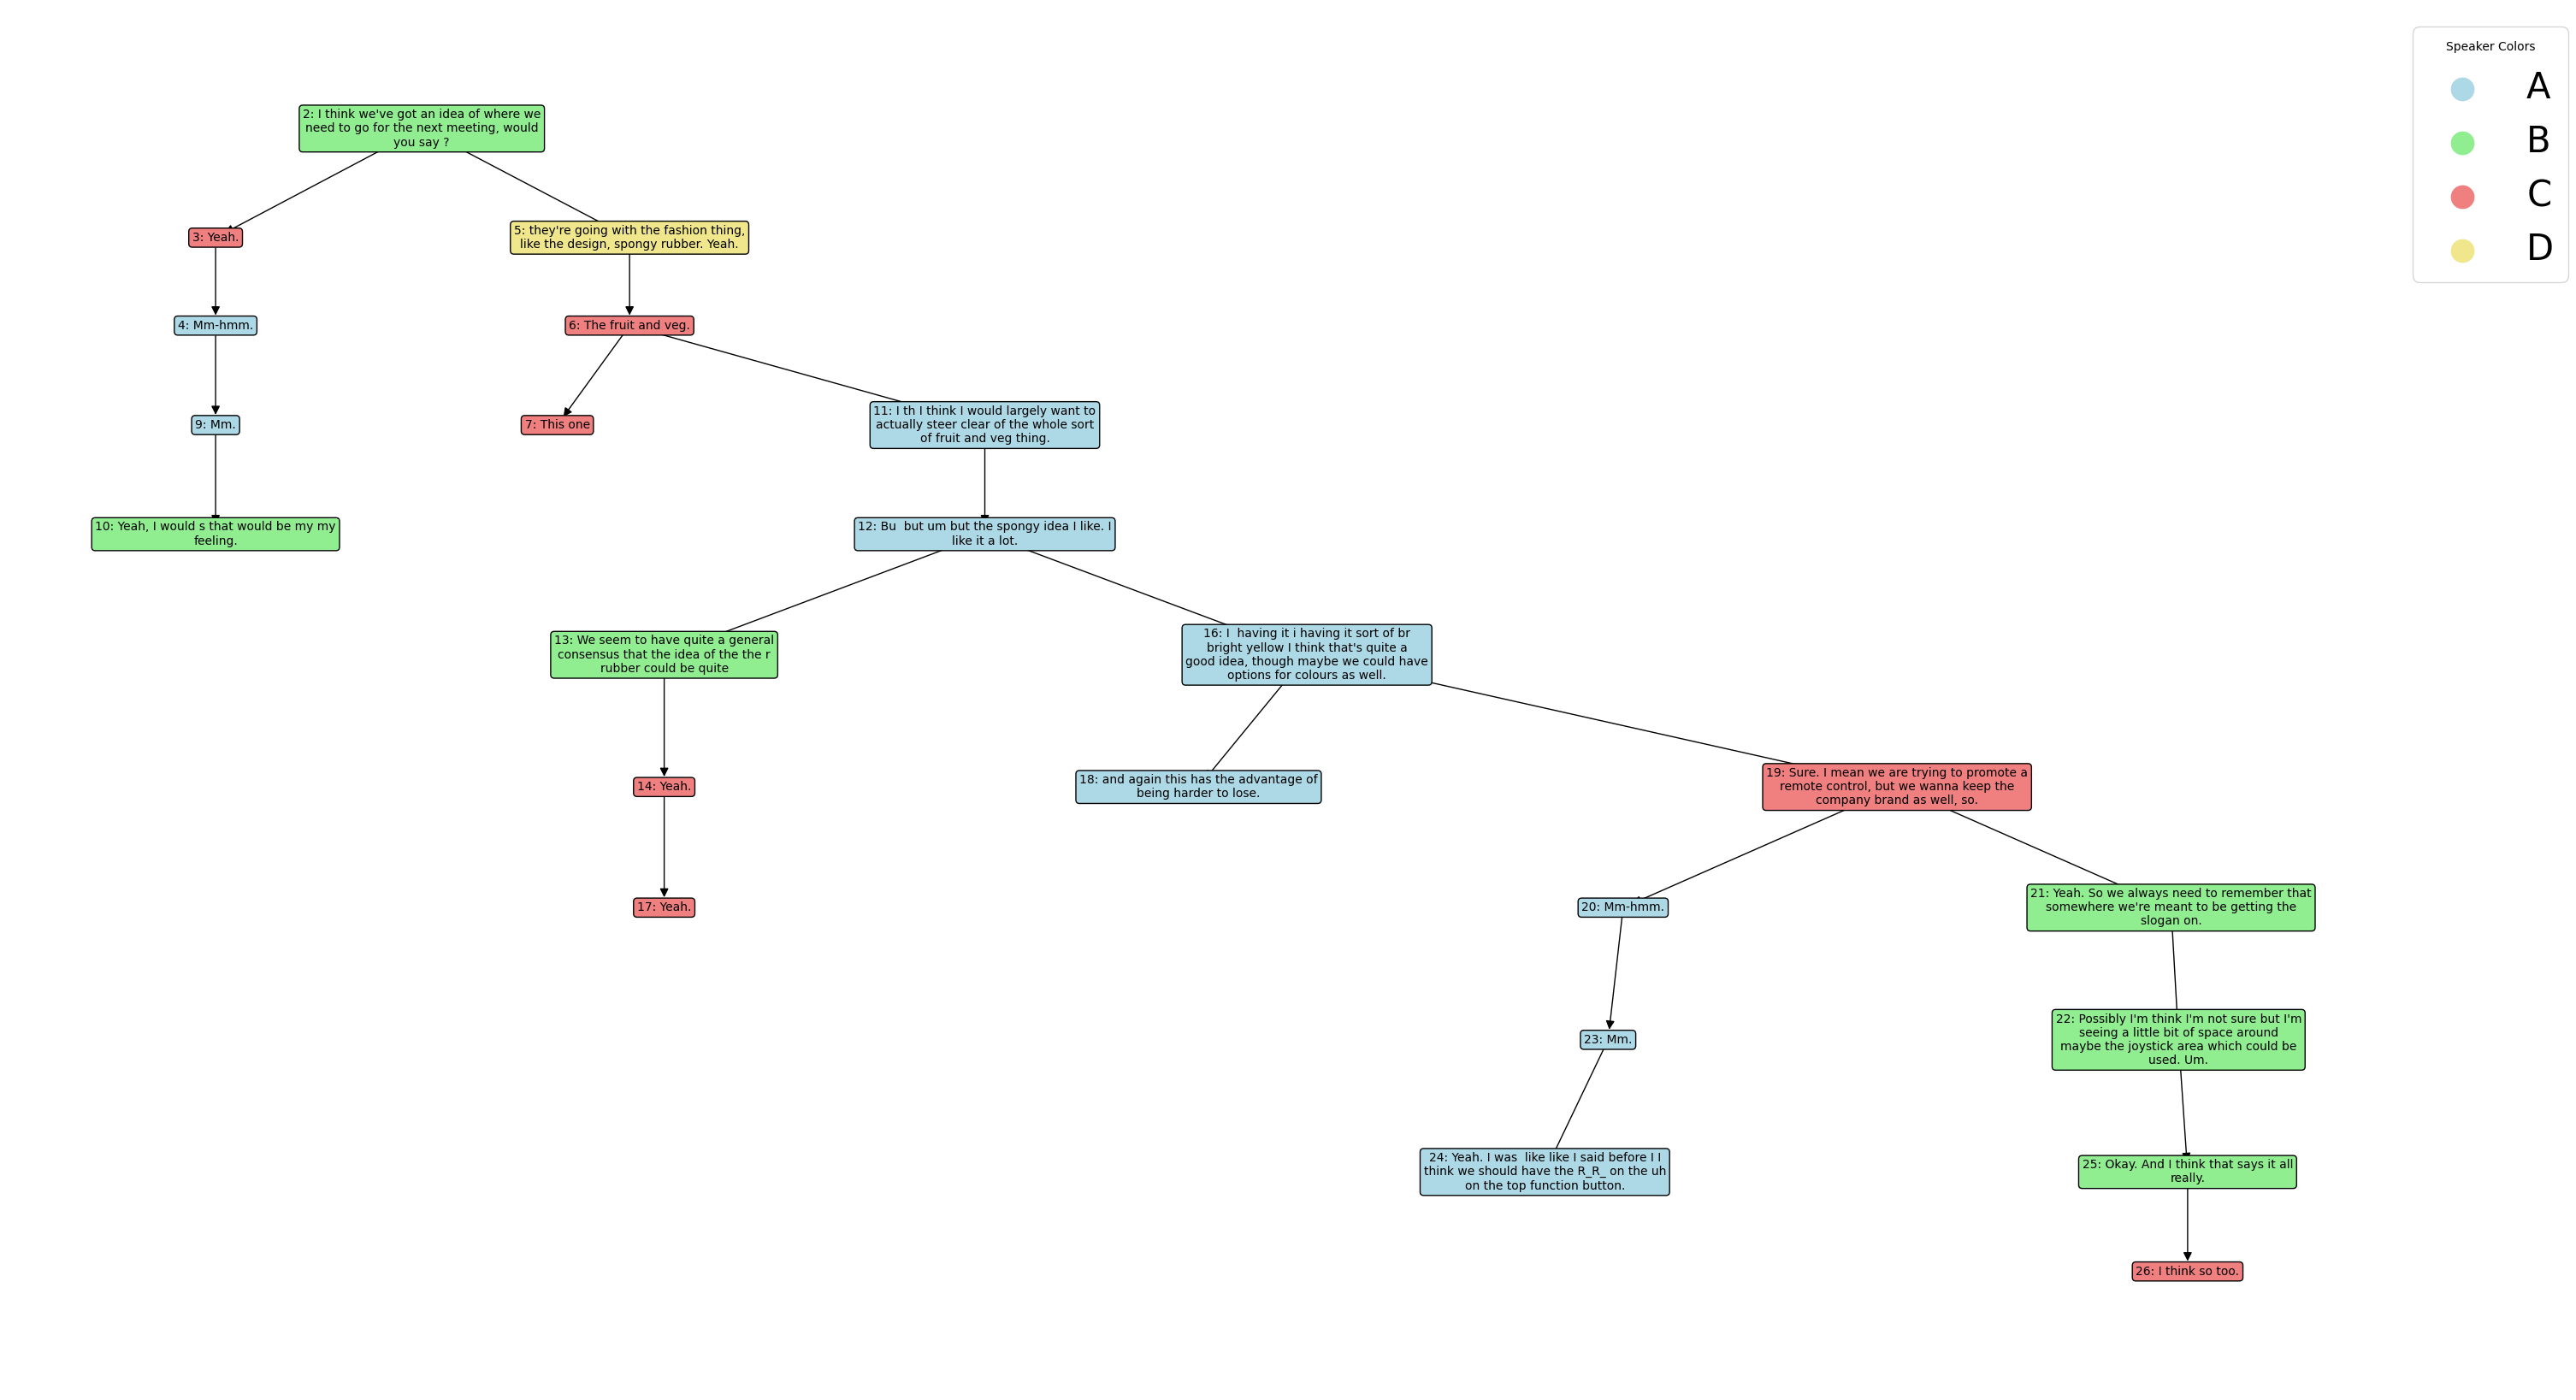 Speaker Colors
A
B
C
D
2: I think we've got an idea of where we
need to go for the next meeting, would
you say ?
3: Yeah.
5: they're going with the fashion thing,
like the design, spongy rubber. Yeah.
4: Mm-hmm.
6: The fruit and veg.
9: Mm.
7: This one
11: I th I think I would largely want to
actually steer clear of the whole sort
of fruit and veg thing.
10: Yeah, I would s that would be my my
feeling.
12: Bu  but um but the spongy idea I like. I
like it a lot.
13: We seem to have quite a general
consensus that the idea of the the r
rubber could be quite
16: I  having it i having it sort of br
bright yellow I think that's quite a
good idea, though maybe we could have
options for colours as well.
14: Yeah.
18: and again this has the advantage of
being harder to lose.
19: Sure. I mean we are trying to promote a
remote control, but we wanna keep the
company brand as well, so.
17: Yeah.
20: Mm-hmm.
21: Yeah. So we always need to remember that
somewhere we're meant to be getting the
slogan on.
23: Mm.
22: Possibly I'm think I'm not sure but I'm
seeing a little bit of space around
maybe the joystick area which could be
used. Um.
24: Yeah. I was  like like I said before I I
think we should have the R_R_ on the uh
on the top function button.
25: Okay. And I think that says it all
really.
26: I think so too.